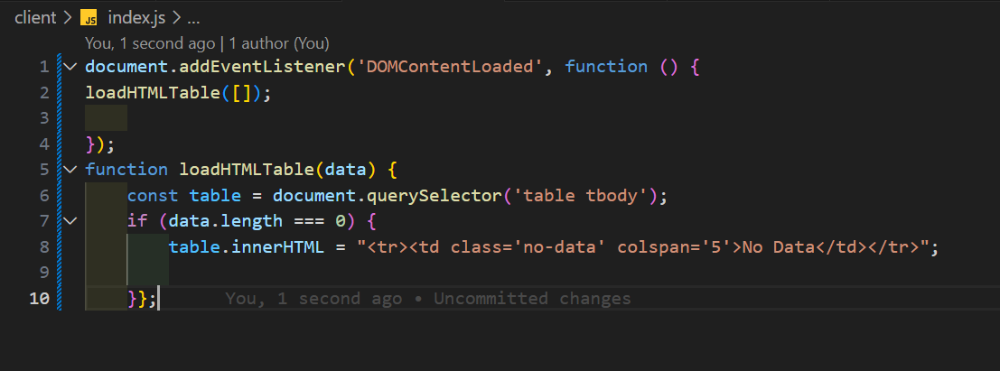 client > JS index.js > ...
You, 1 second ago | 1 author (You)
1 document.addEventListener('DOMContentLoaded', function () {
2 loadHTMLTable([]);
3
4 });
5 function loadHTMLTable(data) {
6     const table = document.querySelector('table tbody');
7     if (data.length === 0) {
8         table.innerHTML = "<tr><td class='no-data' colspan='5'>No Data</td></tr>";
9
10     }}; You, 1 second ago • Uncommitted changes